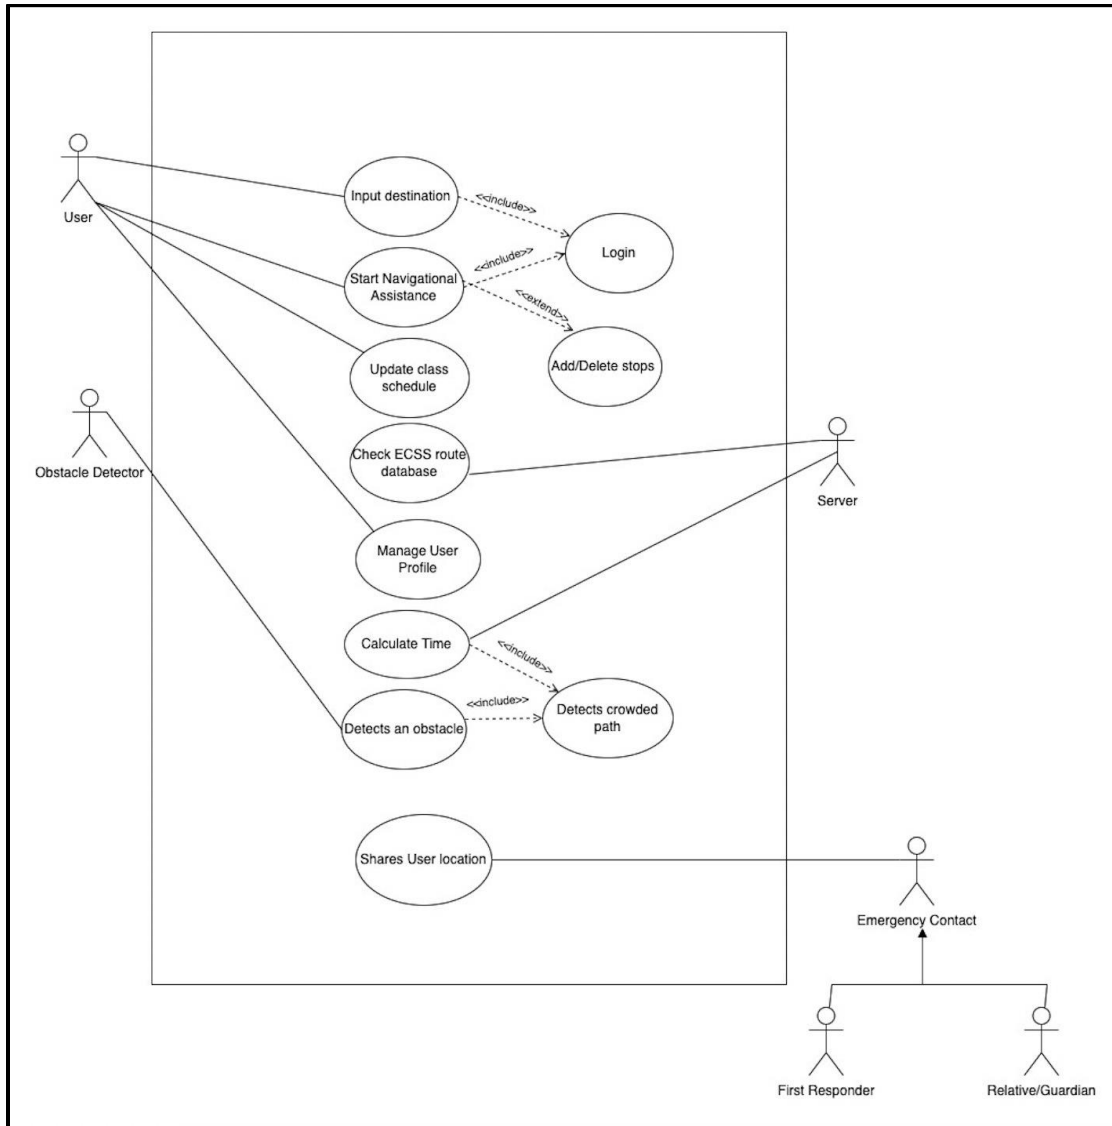 Input destination
<<include>>
User
Login
<<include>>
Start Navigational
Assistance
<<extend>>
Update class
schedule
Add/Delete stops
Check ECSS route
database
Obstacle Detector
Server
Manage User
Profile
Calculate Time
<<include>>
<<include>>
Detects crowded
path
Detects an obstacle
Shares User location
Emergency Contact
First Responder
Relative/Guardian